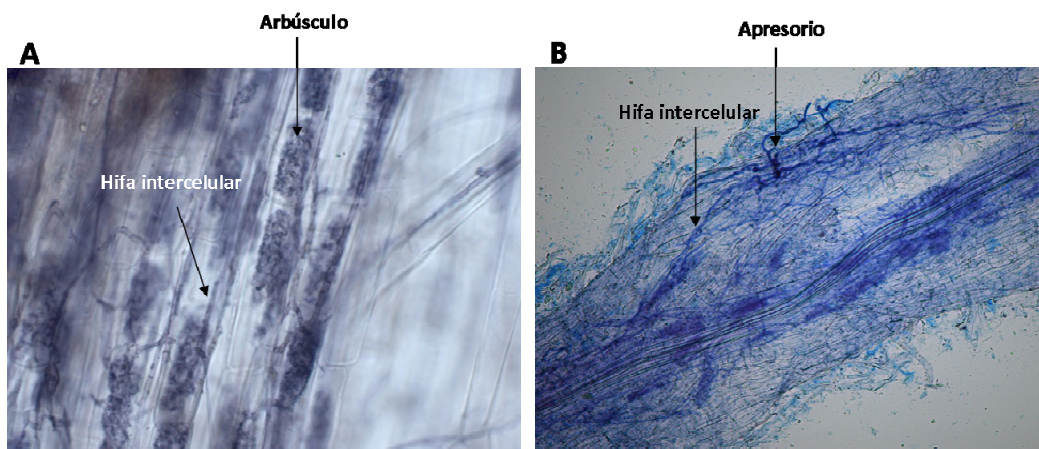 Arbúsculo
A
Hifa intercelular
Apresorio
B
Hifa intercelular